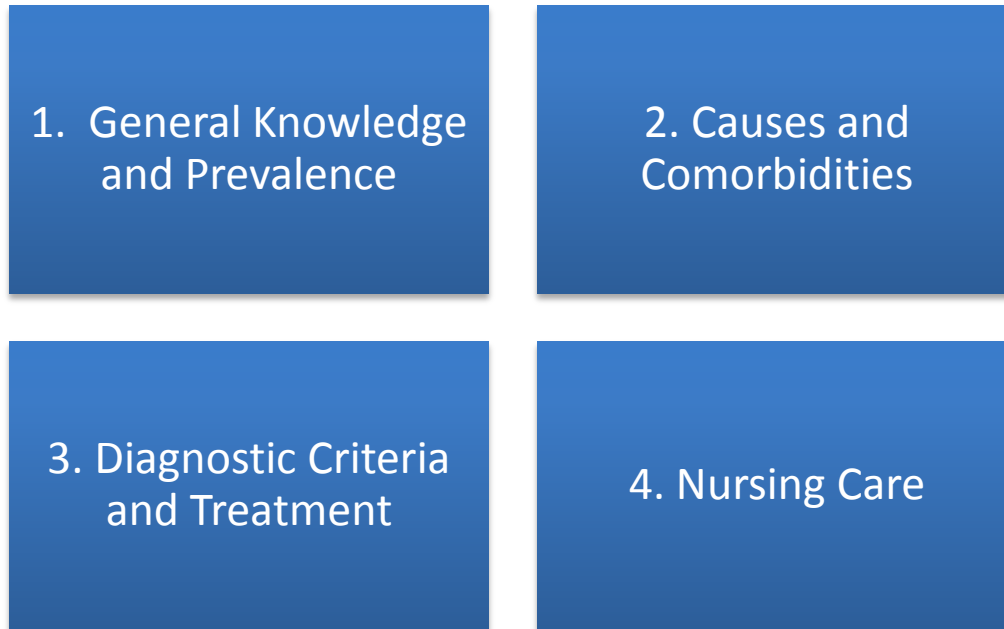 1. General Knowledge
and Prevalence
2. Causes and
Comorbidities
3. Diagnostic Criteria
and Treatment
4. Nursing Care